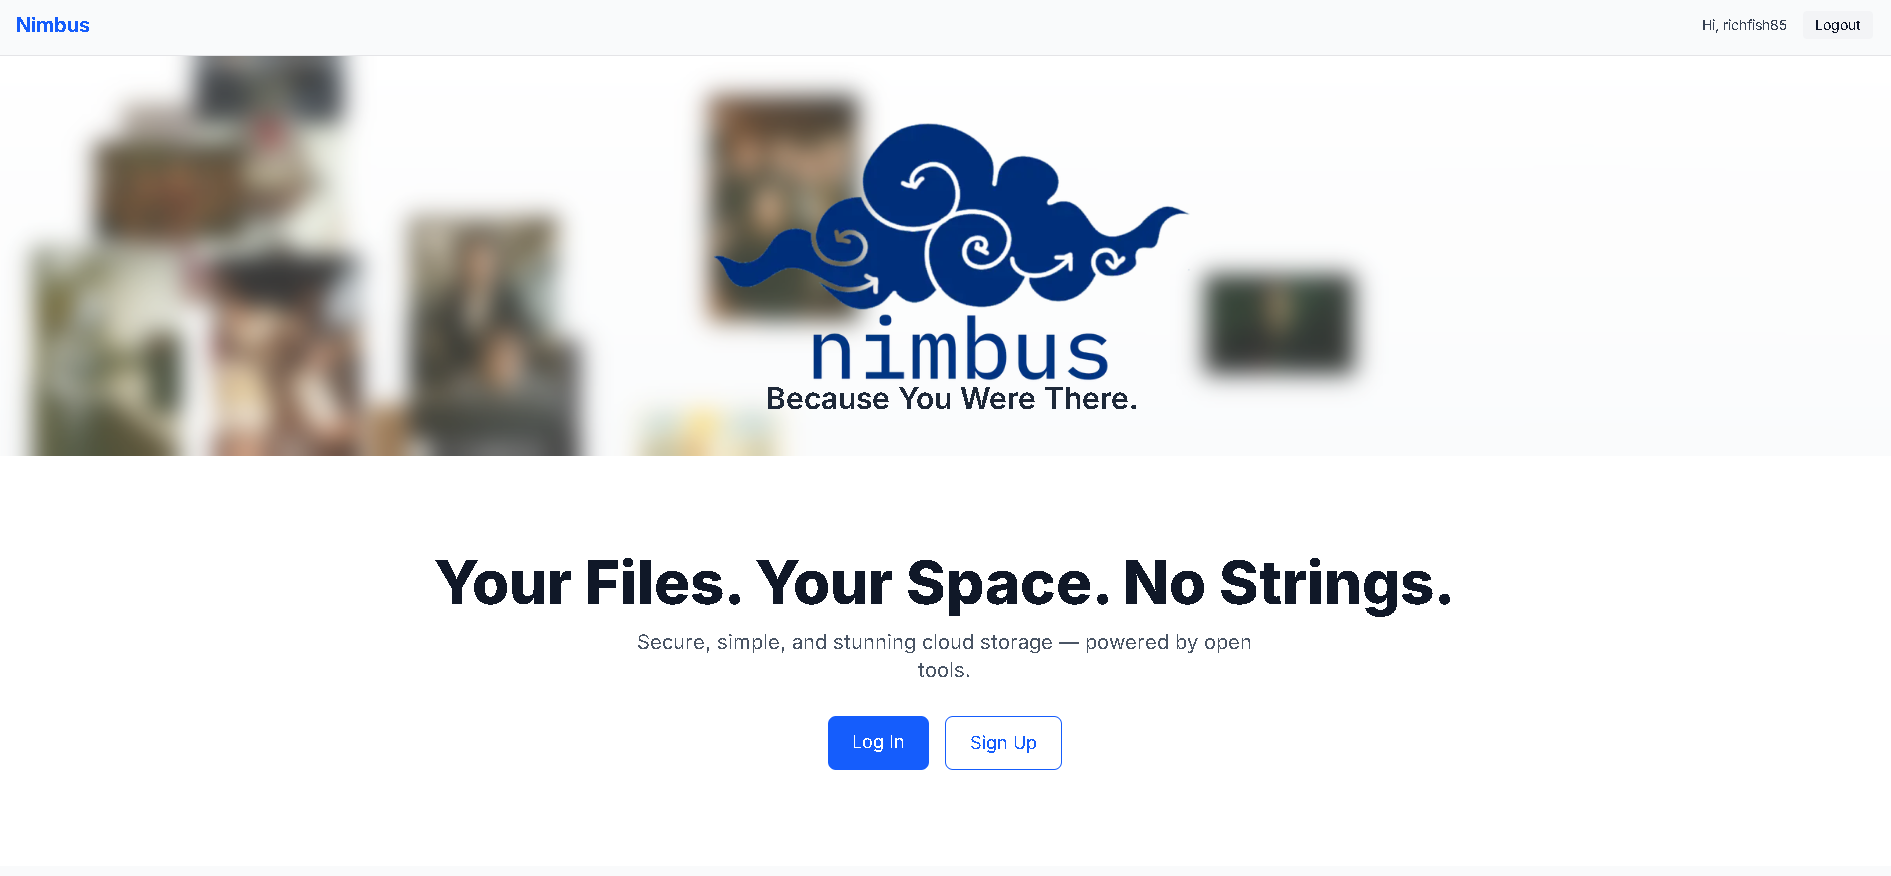 Nimbus
Hi, richfish85
Logout
nimbus
Because You Were There.
Your Files. Your Space. No Strings.
Secure, simple, and stunning cloud storage — powered by open
tools.
Log In
Sign Up